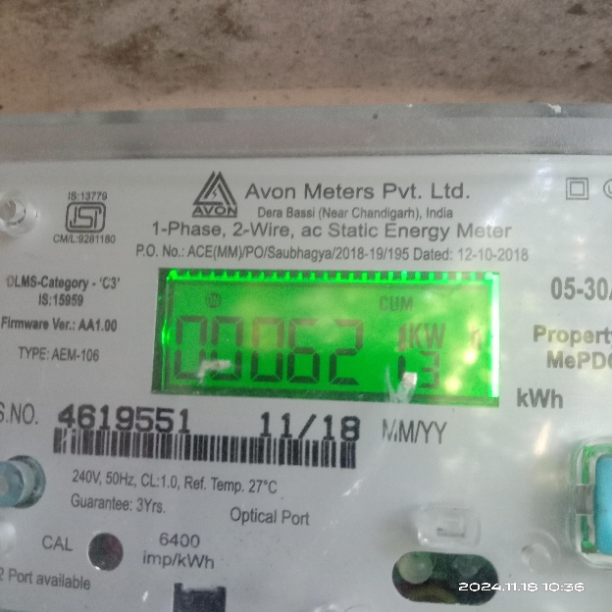 IS:13779
CM/L:9281180
AVON
Avon Meters Pvt. Ltd.
Dera Bassi (Near Chandigarh), India
1-Phase, 2-Wire, ac Static Energy Meter
P.O. No.: ACE(MM)/PO/Saubhagya/2018-19/195 Dated: 12-10-2018
DLMS-Category - 'C3'
IS:15959
Firmware Ver.: AA1.00
TYPE: AEM-106
CUM
KW
05-30
Property
MePDC
kWh
S.NO. 4619551 11/18 MM/YY
240V, 50Hz, CL:1.0, Ref. Temp. 27°C
Guarantee: 3Yrs.
Optical Port
CAL
6400
imp/kWh
Port available
2024.11.18 10:36